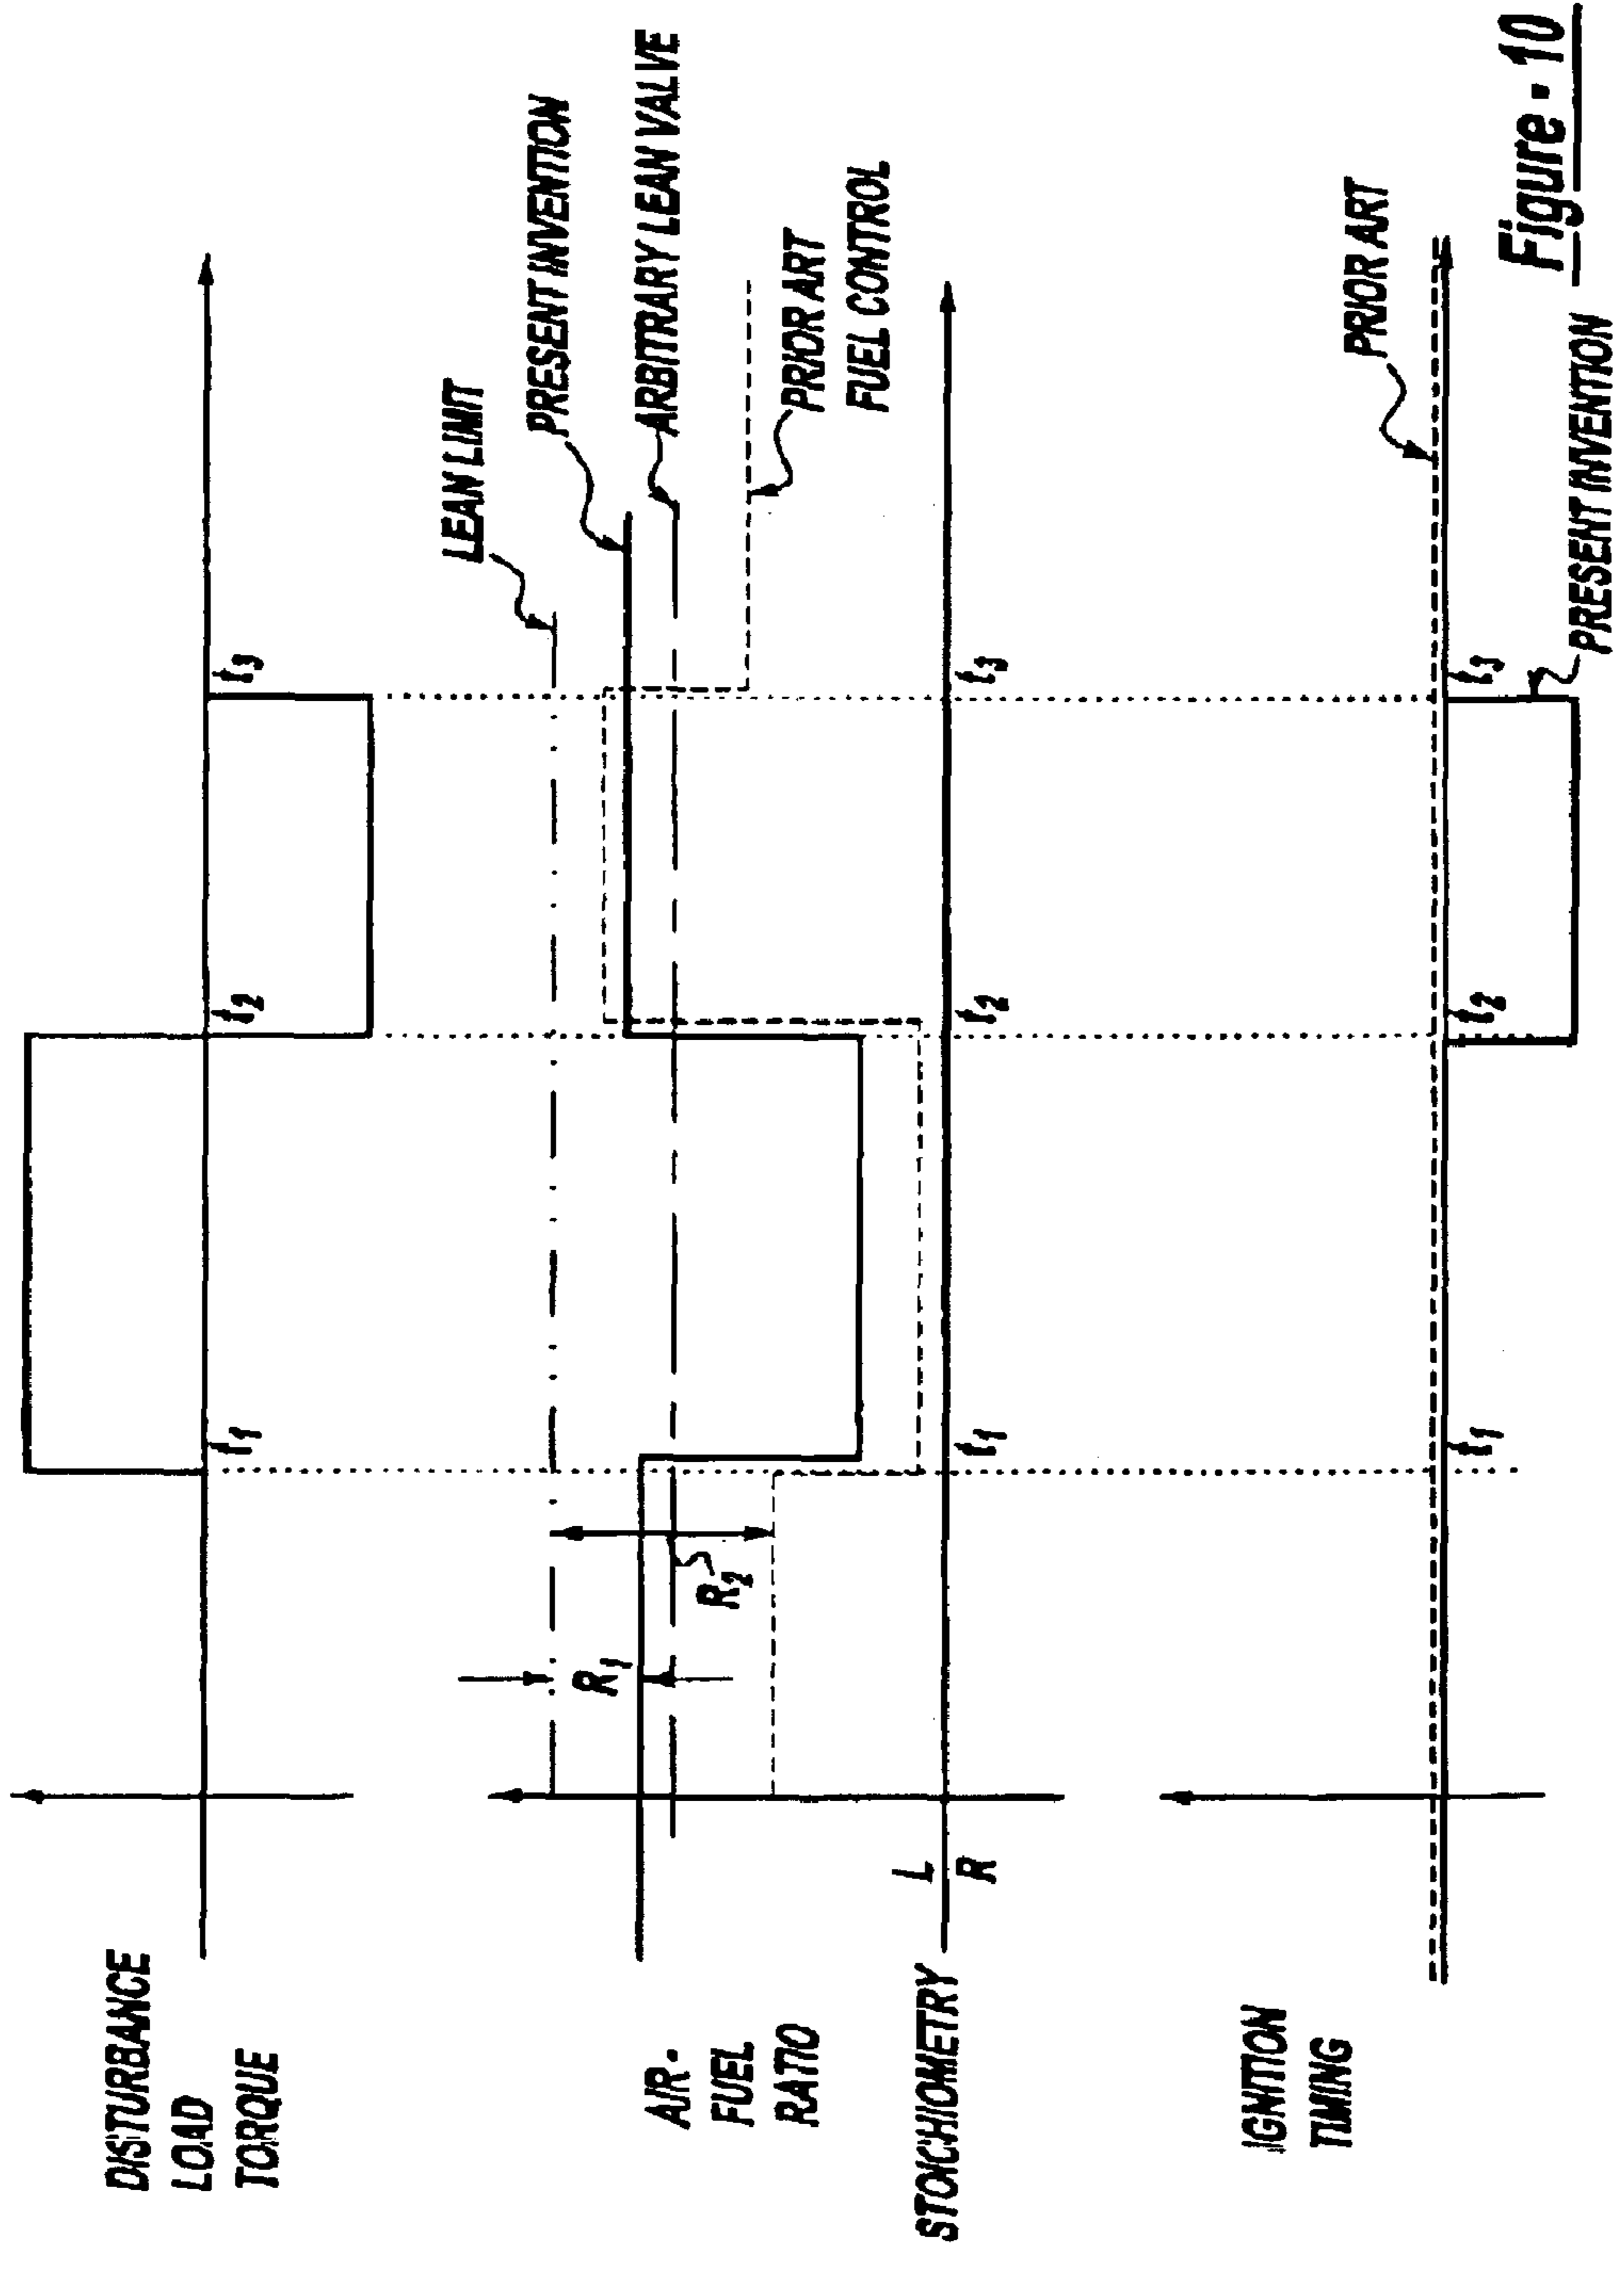 DISTURBANCE
LOAD
TORQUE
t1
t2
t3
LEAN LIMIT
PRESENT INVENTION
ARBITRARY LEAN VALVE
PRIOR ART
FUEL CONTROL
AIR-
FUEL
RATIO
R1
R2
L
R
STOICHIOMETRY
t1
t2
t3
IGNITION
TIMING
PRIOR ART
t1
t2
t3
PRESENT INVENTION
Figure - 10